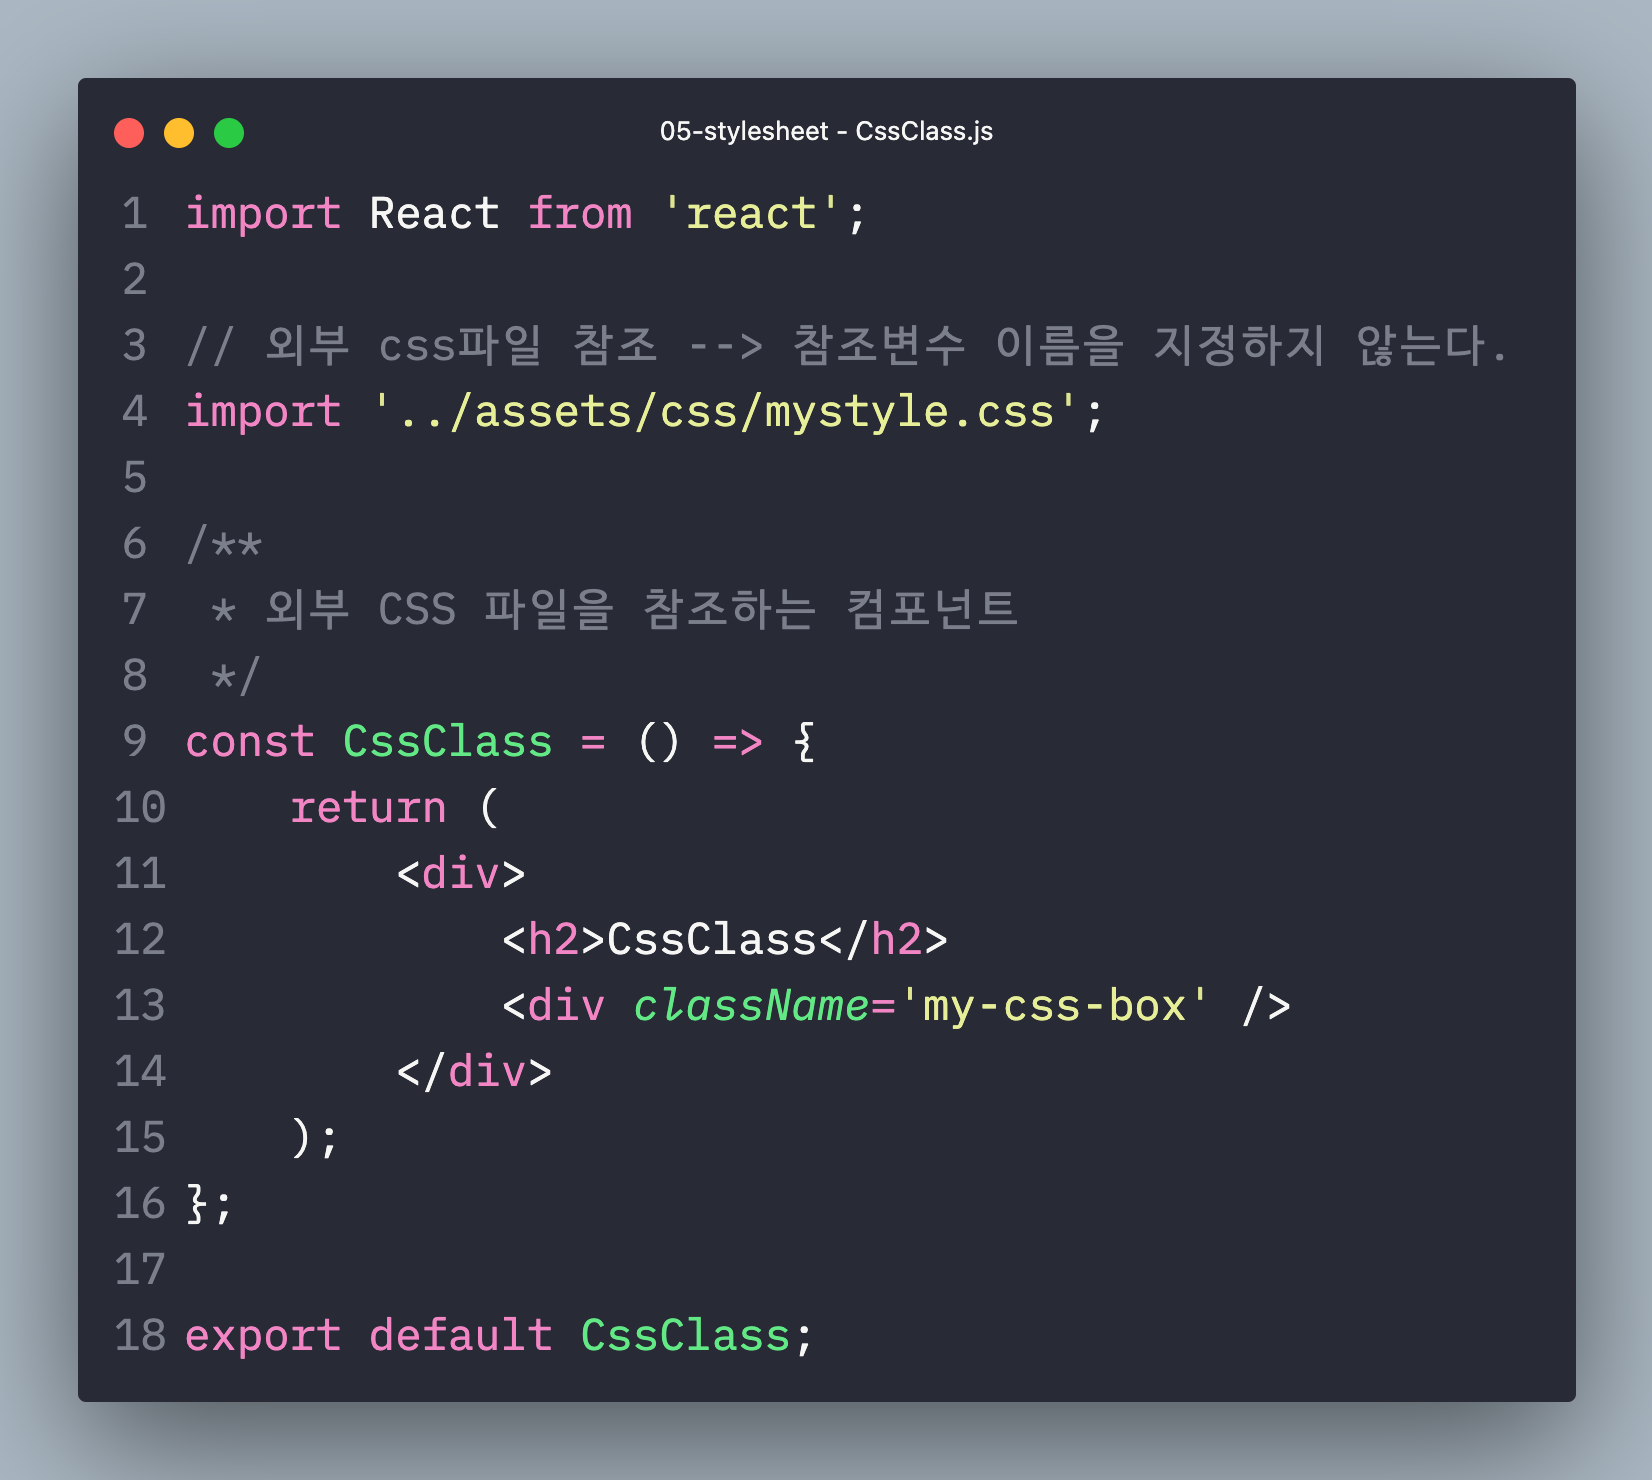 05-stylesheet - CssClass.js
1 import React from 'react';
2
3 // 외부 css파일 참조 --> 참조변수 이름을 지정하지 않는다.
4 import '../assets/css/mystyle.css';
5
6 /**
7  * 외부 CSS 파일을 참조하는 컴포넌트
8  */
9 const CssClass = () => {
10     return (
11         <div>
12             <h2>CssClass</h2>
13             <div className='my-css-box' />
14         </div>
15     );
16 };
17
18 export default CssClass;